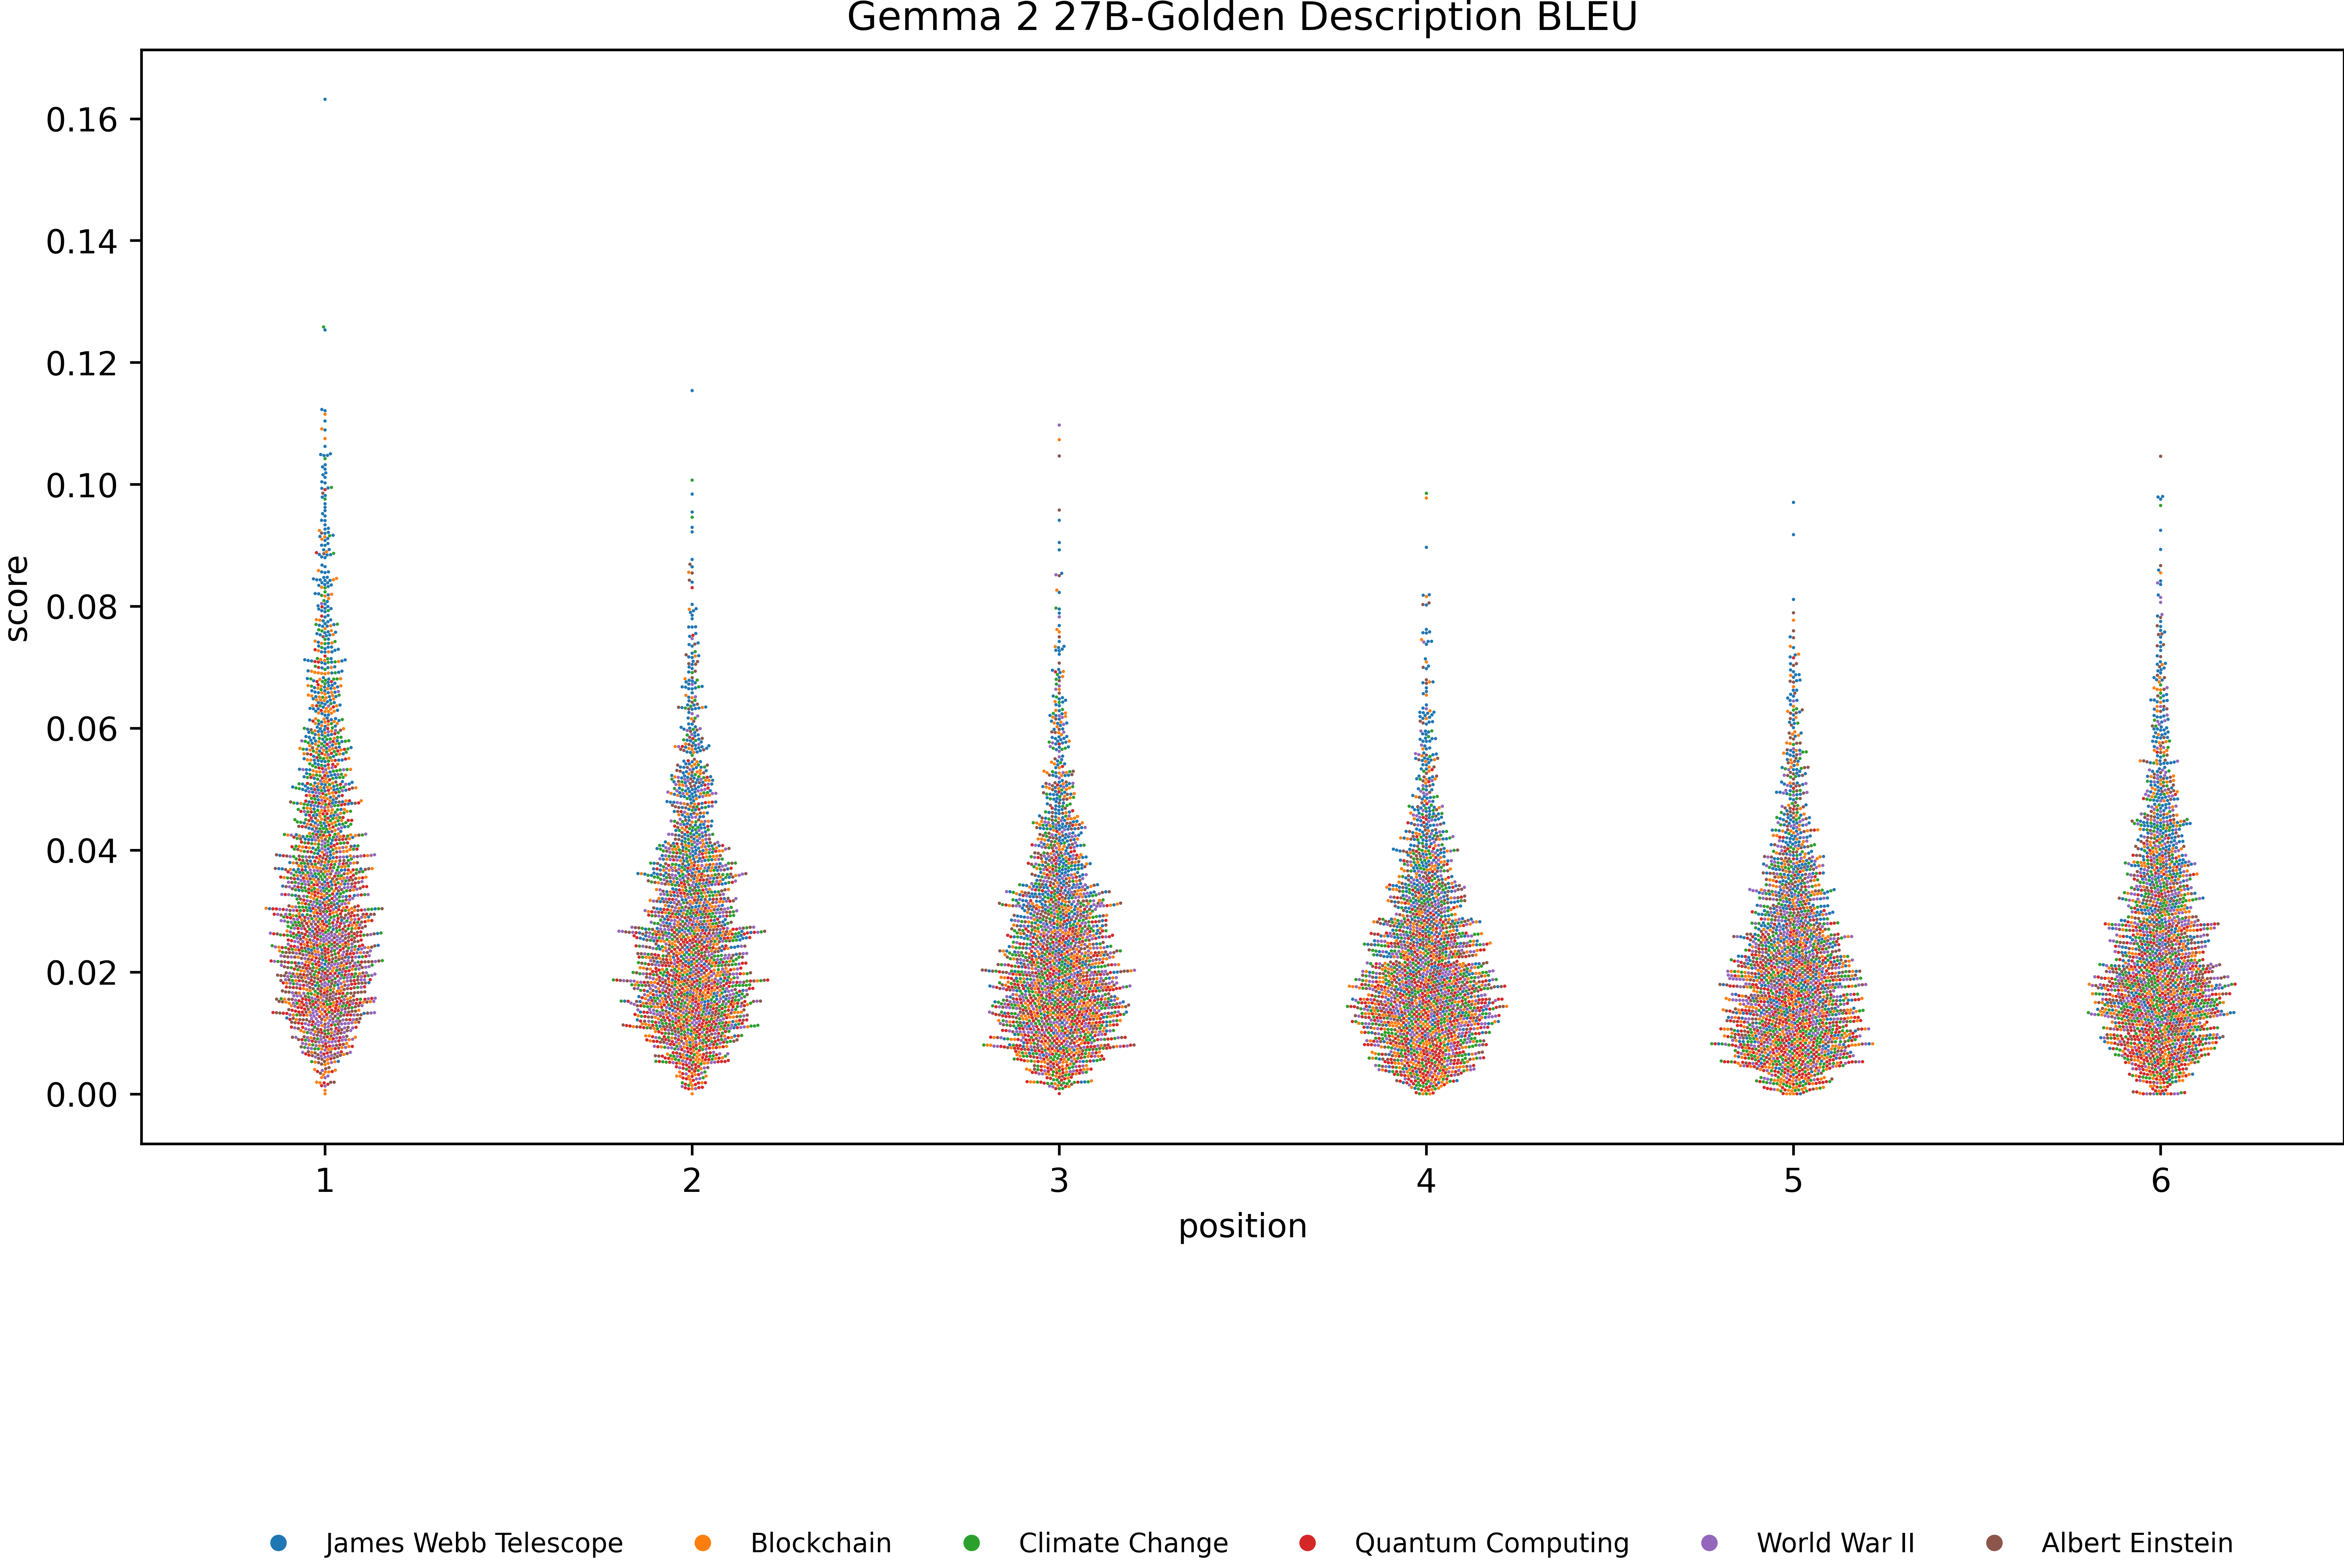 Gemma 2 27B-Golden Description BLEU
score
0.16
0.14
0.12
0.10
0.08
0.06
0.04
0.02
0.00
1 2 3 4 5 6
position
James Webb Telescope Blockchain Climate Change Quantum Computing World War II Albert Einstein